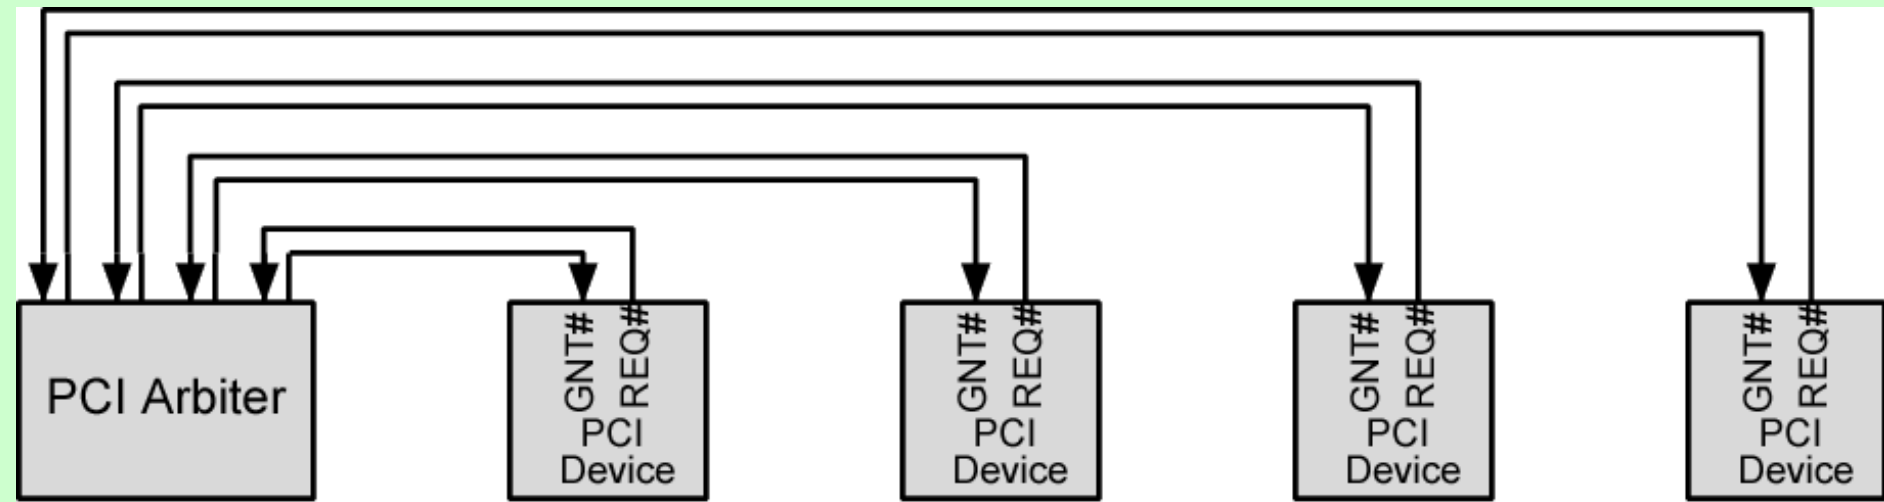 PCI Arbiter
GNT#
REQ#
PCI
Device
GNT#
REQ#
PCI
Device
GNT#
REQ#
PCI
Device
GNT#
REQ#
PCI
Device